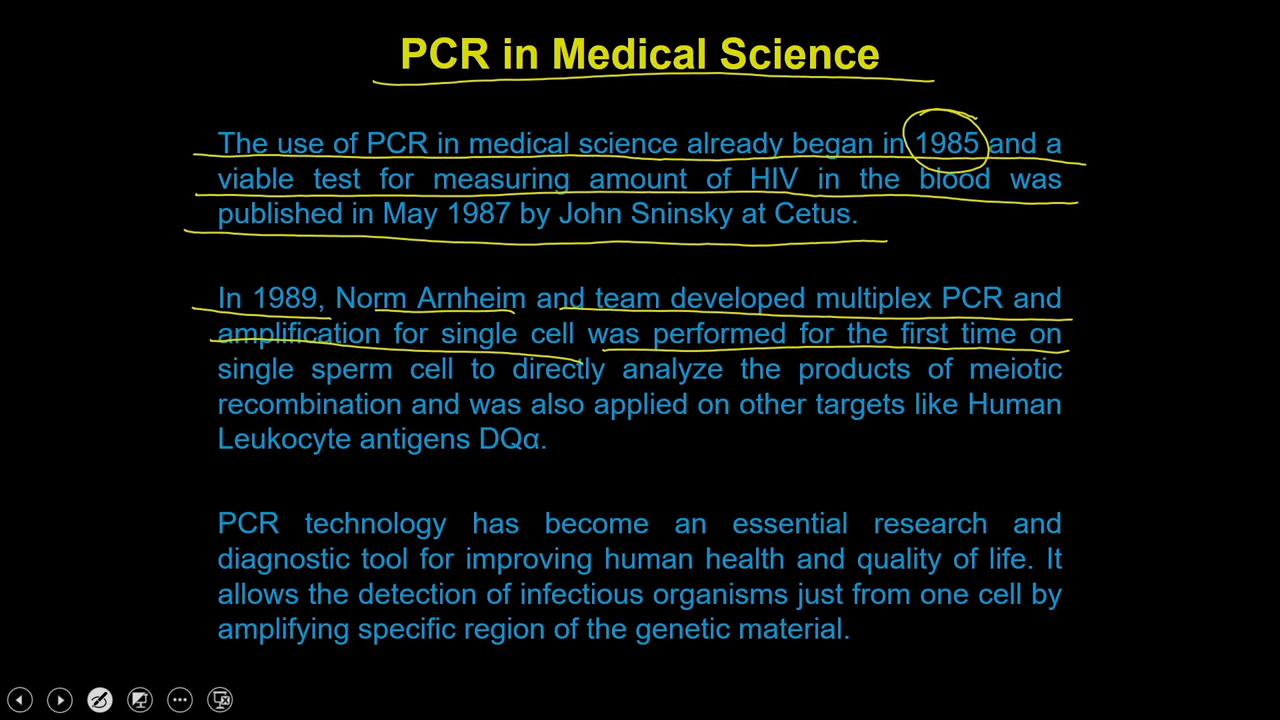 PCR in Medical Science
The use of PCR in medical science already began in 1985 and a
viable test for measuring amount of HIV in the blood was
published in May 1987 by John Sninsky at Cetus.
In 1989, Norm Arnheim and team developed multiplex PCR and
amplification for single cell was performed for the first time on
single sperm cell to directly analyze the products of meiotic
recombination and was also applied on other targets like Human
Leukocyte antigens DQα.
PCR technology has become an essential research and
diagnostic tool for improving human health and quality of life. It
allows the detection of infectious organisms just from one cell by
amplifying specific region of the genetic material.